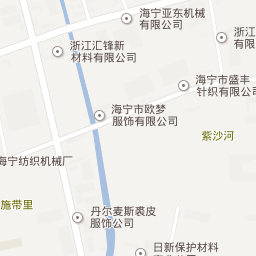 海宁亚东机械
有限公司
浙江汇锋新
材料有限公司
浙江
海宁市盛丰
针织有限公司
海宁市欧梦
服饰有限公司
紫沙河
海宁纺织机械厂
施带里
丹尔麦斯裘皮
服饰公司
日新保护材料